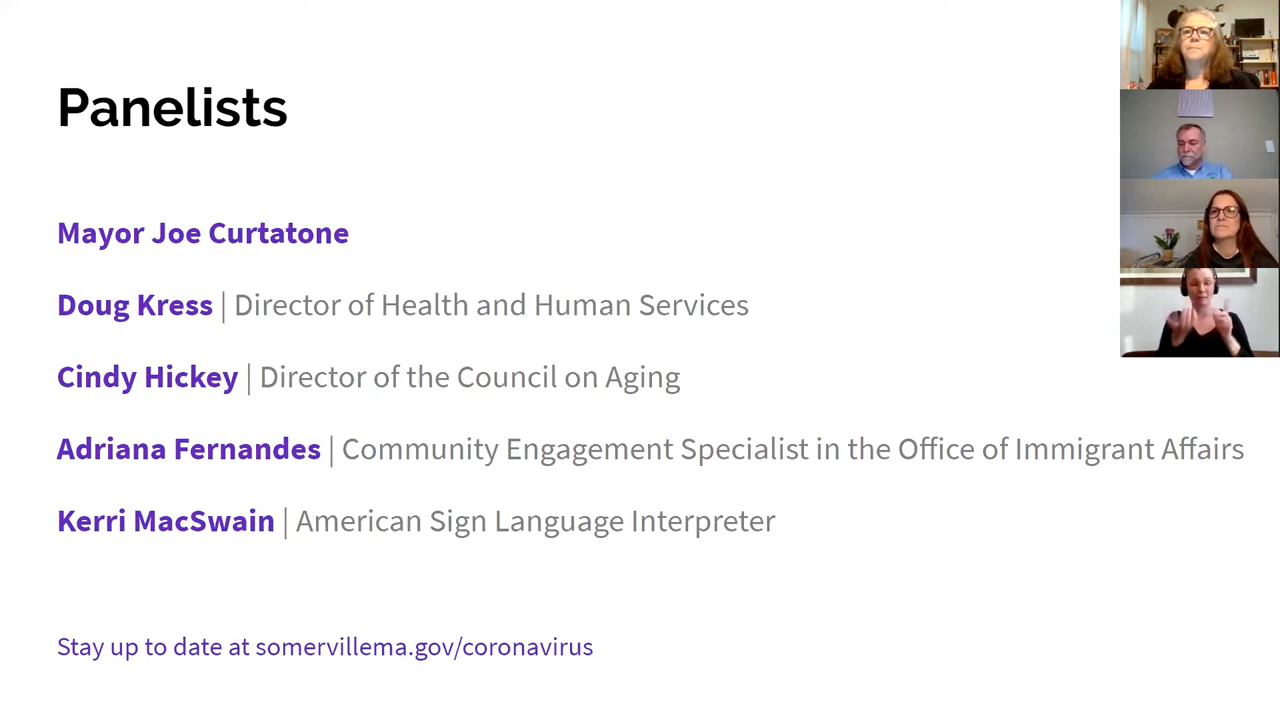 Panelists
Mayor Joe Curtatone
Doug Kress | Director of Health and Human Services
Cindy Hickey | Director of the Council on Aging
Adriana Fernandes | Community Engagement Specialist in the Office of Immigrant Affairs
Kerri MacSwain | American Sign Language Interpreter
Stay up to date at somervillema.gov/coronavirus